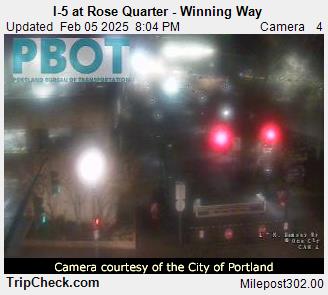 I-5 at Rose Quarter - Winning Way
Updated Feb 05 2025 8:04 PM Camera 4
PBOT
PORTLAND BUREAU OF TRANSPORTATION
Camera courtesy of the City of Portland
TripCheck.com Milepost302.00